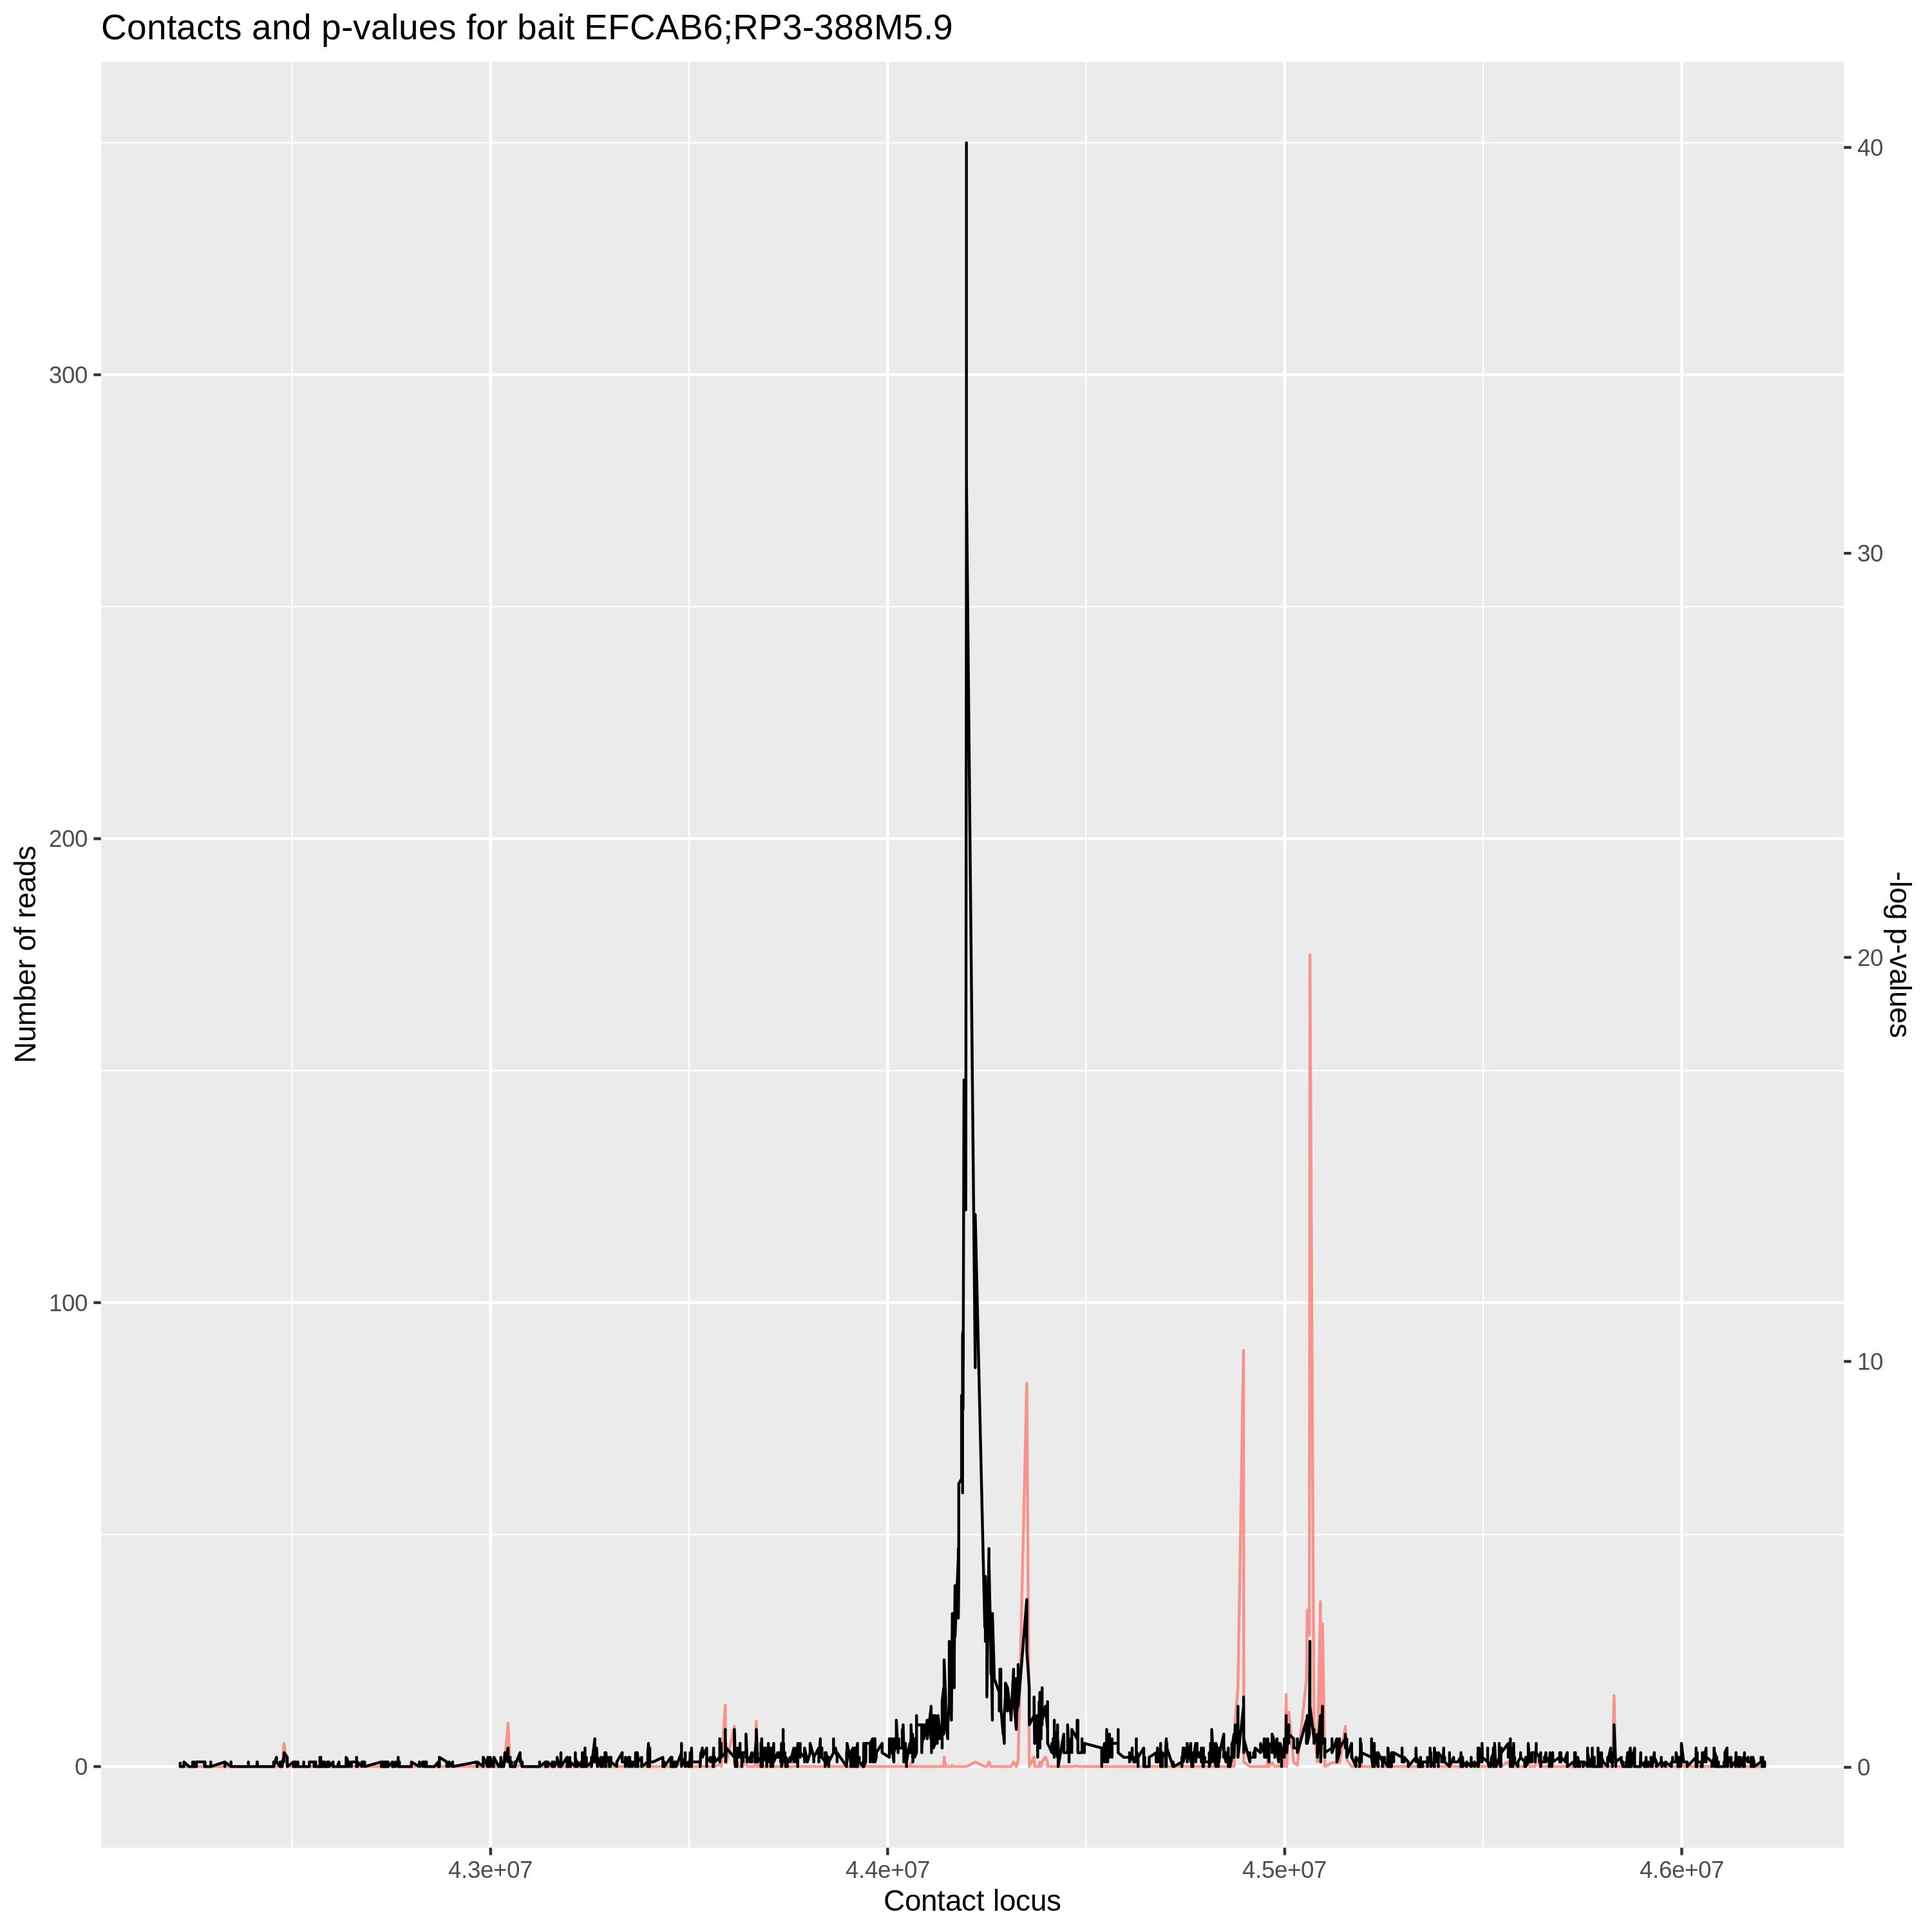 Contacts and p-values for bait EFCAB6;RP3-388M5.9
Number of reads
300
200
100
0
40
30
20
10
0
-log p-values
4.3e+07
4.4e+07
4.5e+07
4.6e+07
Contact locus